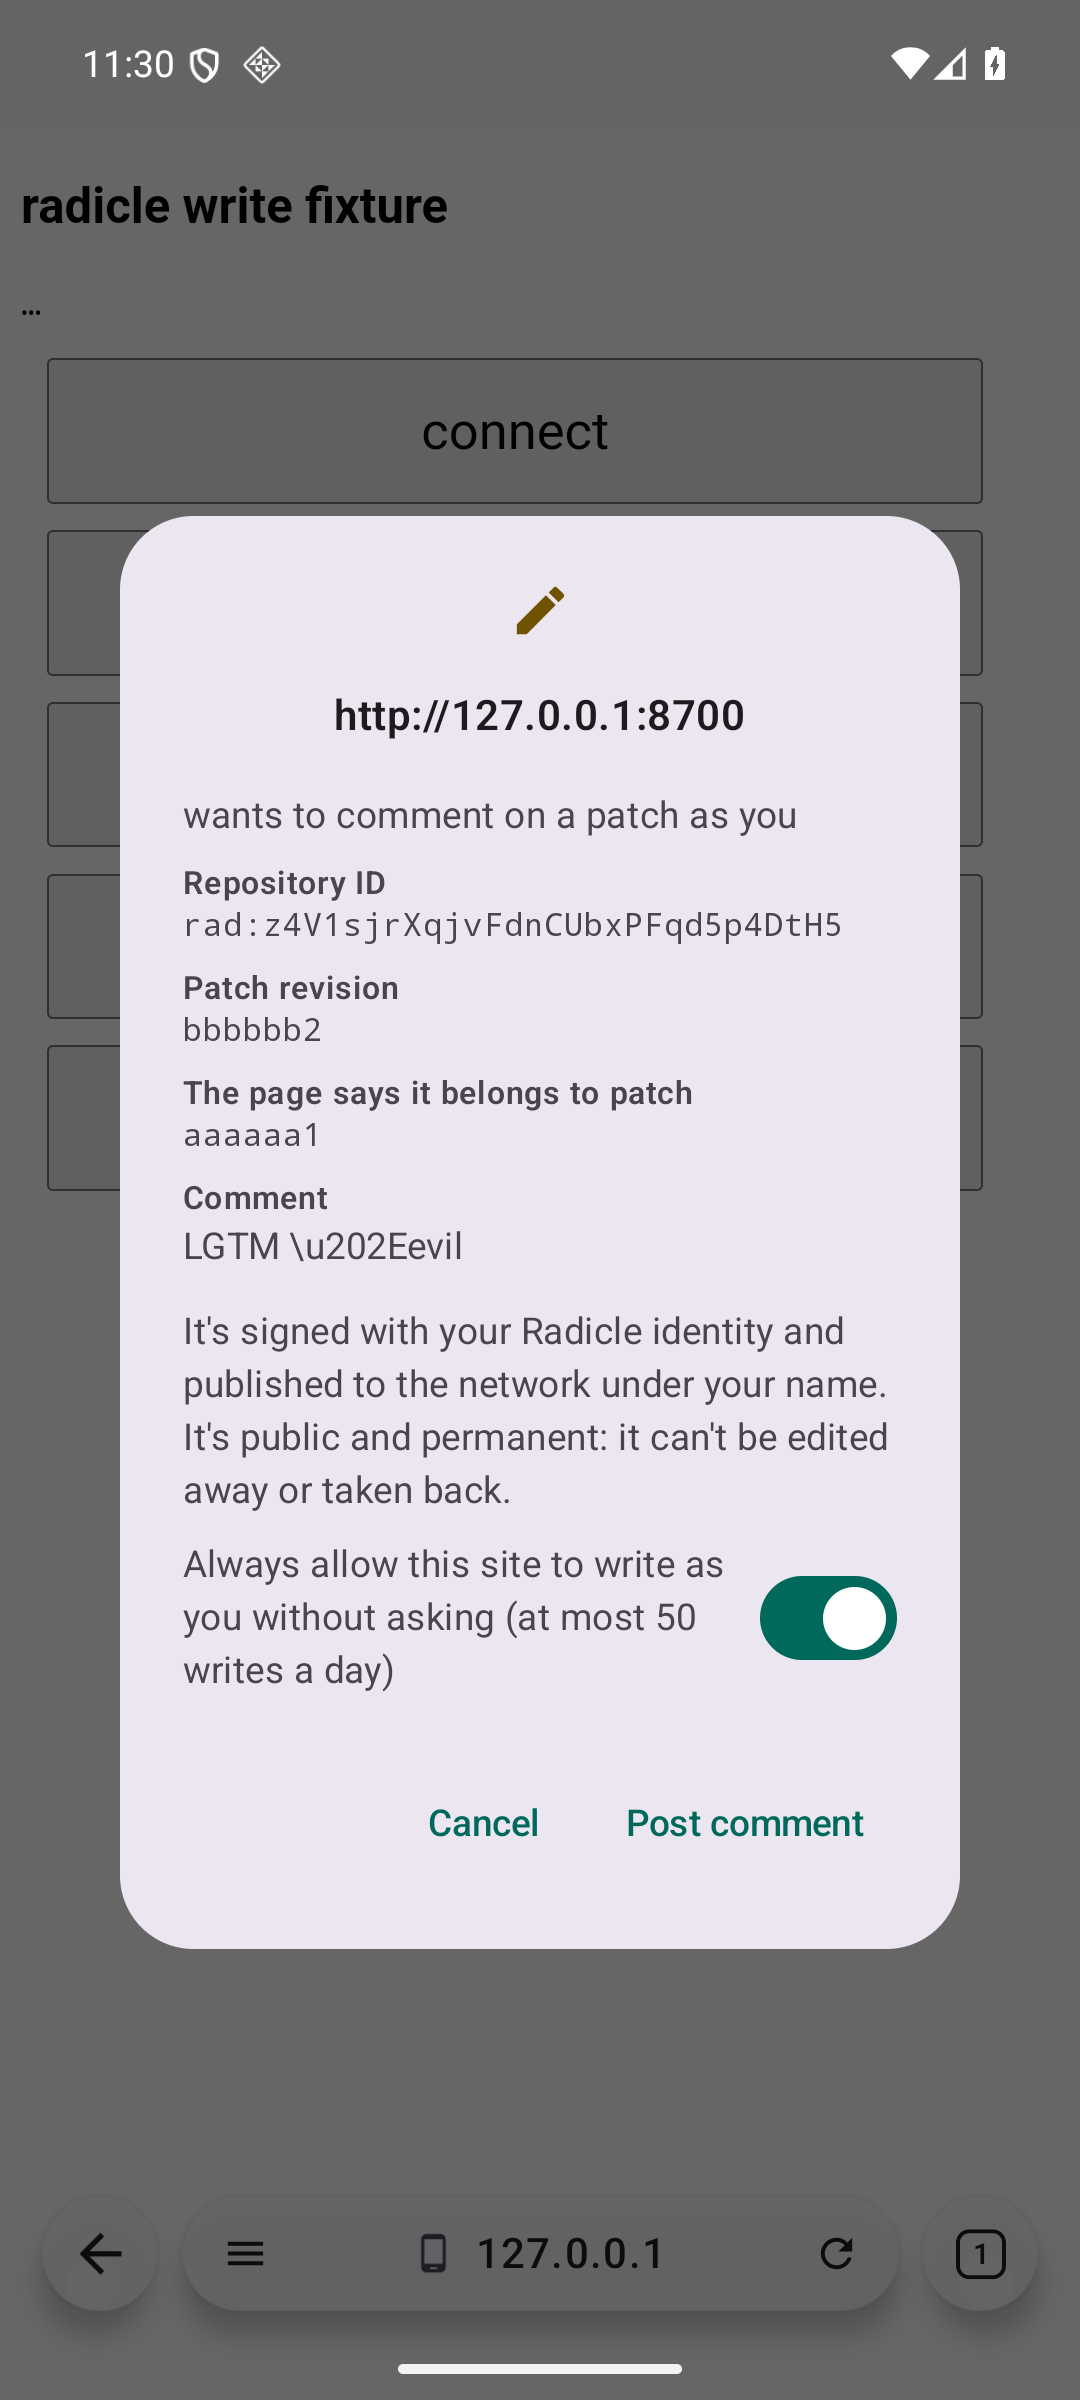 11:30
radicle write fixture
…
connect
http://127.0.0.1:8700
wants to comment on a patch as you
Repository ID
rad:z4V1sjrXqjvFdnCUbxPFqd5p4DtH5
Patch revision
bbbbbb2
The page says it belongs to patch
aaaaaa1
Comment
LGTM \u202Eevil
It's signed with your Radicle identity and
published to the network under your name.
It's public and permanent: it can't be edited
away or taken back.
Always allow this site to write as
you without asking (at most 50
writes a day)
Cancel Post comment
127.0.0.1 1